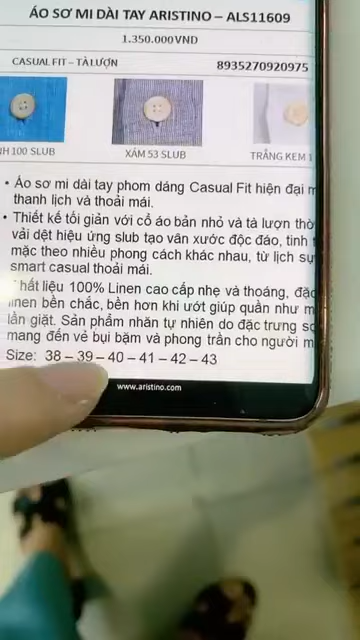 ÁO SƠ MI DÀI TAY ARISTINO – ALS11609
1.350.000VND
CASUAL FIT – TÀ LƯỢN 8935270920975
100 SLUB XÁM 53 SLUB TRẮNG KEM 1
• Áo sơ mi dài tay phom dáng Casual Fit hiện đại
thanh lịch và thoải mái.
• Thiết kế tối giản với cổ áo bản nhỏ và tà lượn
vải dệt hiệu ứng slub tạo vân xước độc đáo,
mặc theo nhiều phong cách khác nhau, từ lịch
smart casual thoải mái.
liệu 100% Linen cao cấp nhẹ và thoáng,
linen bền chắc, bền hơn khi ướt giúp quần như
lần giặt. Sản phẩm nhăn tự nhiên do đặc trưng
mang đến vẻ bụi bặm và phong trần cho người
Size: 38 – 39 – 40 – 41 – 42 – 43
www.aristino.com